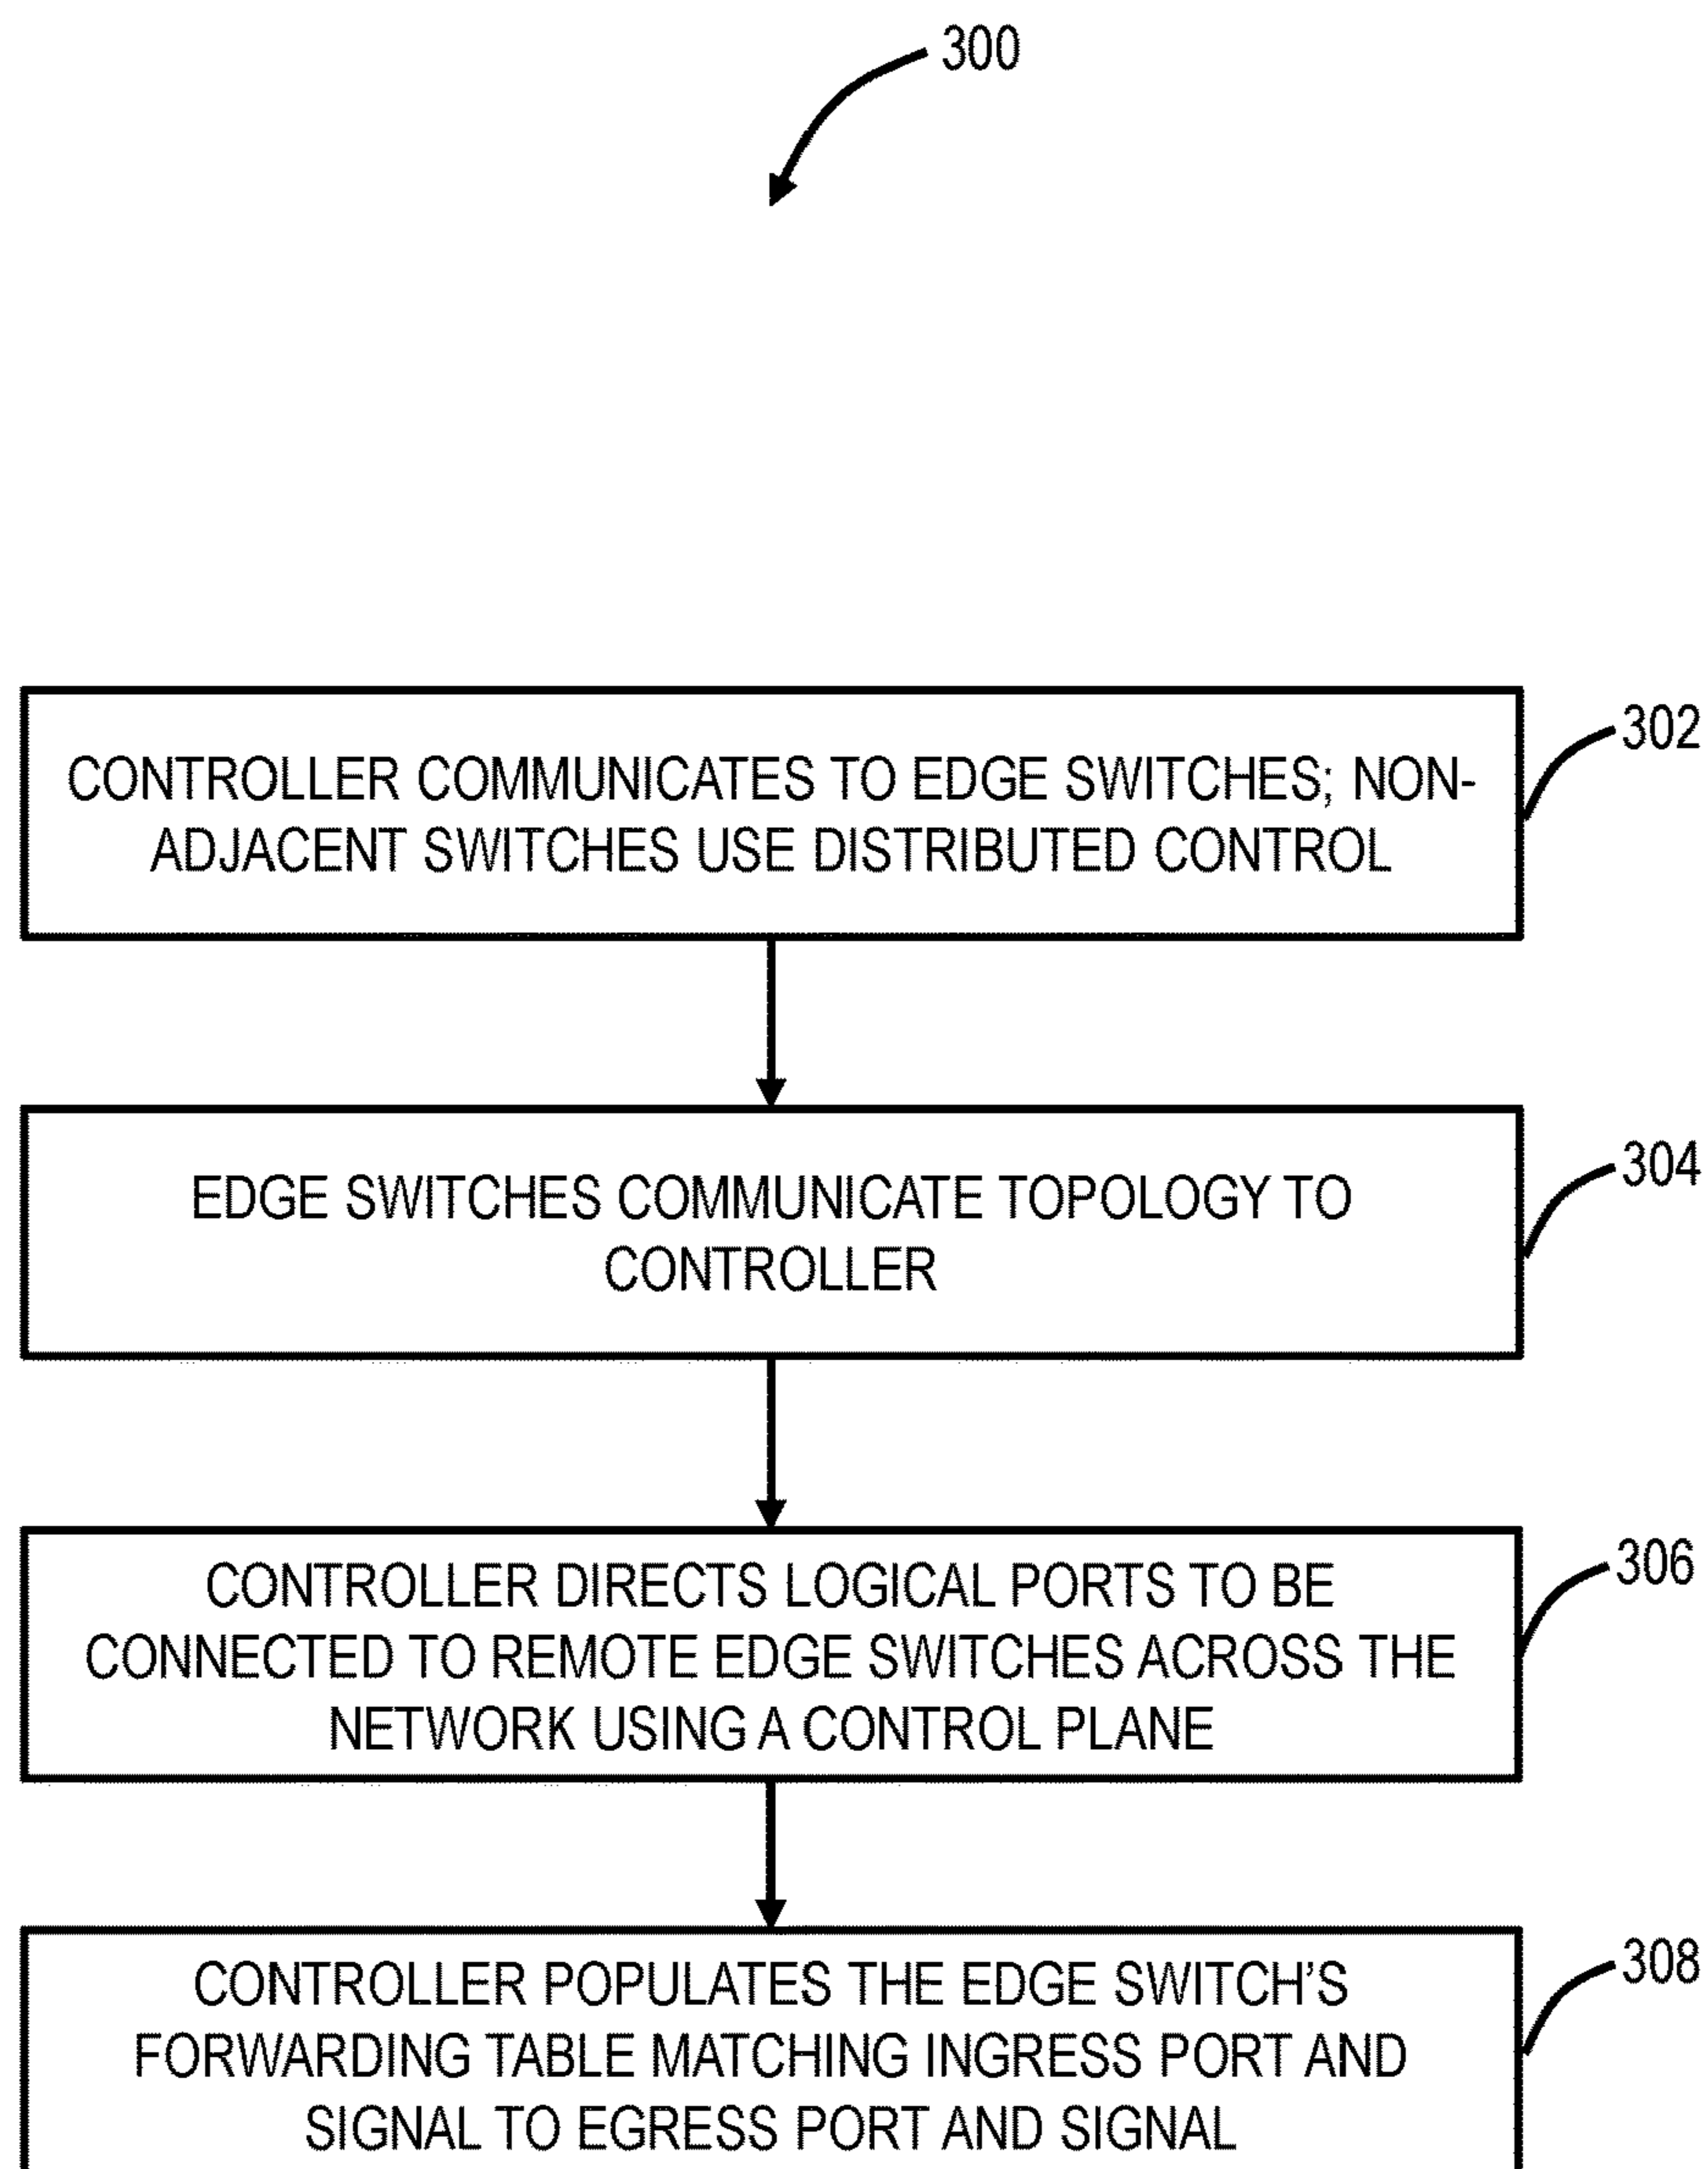 300
CONTROLLER COMMUNICATES TO EDGE SWITCHES; NON-
ADJACENT SWITCHES USE DISTRIBUTED CONTROL
302
EDGE SWITCHES COMMUNICATE TOPOLOGY TO
CONTROLLER
304
CONTROLLER DIRECTS LOGICAL PORTS TO BE
CONNECTED TO REMOTE EDGE SWITCHES ACROSS THE
NETWORK USING A CONTROL PLANE
306
CONTROLLER POPULATES THE EDGE SWITCH'S
FORWARDING TABLE MATCHING INGRESS PORT AND
SIGNAL TO EGRESS PORT AND SIGNAL
308